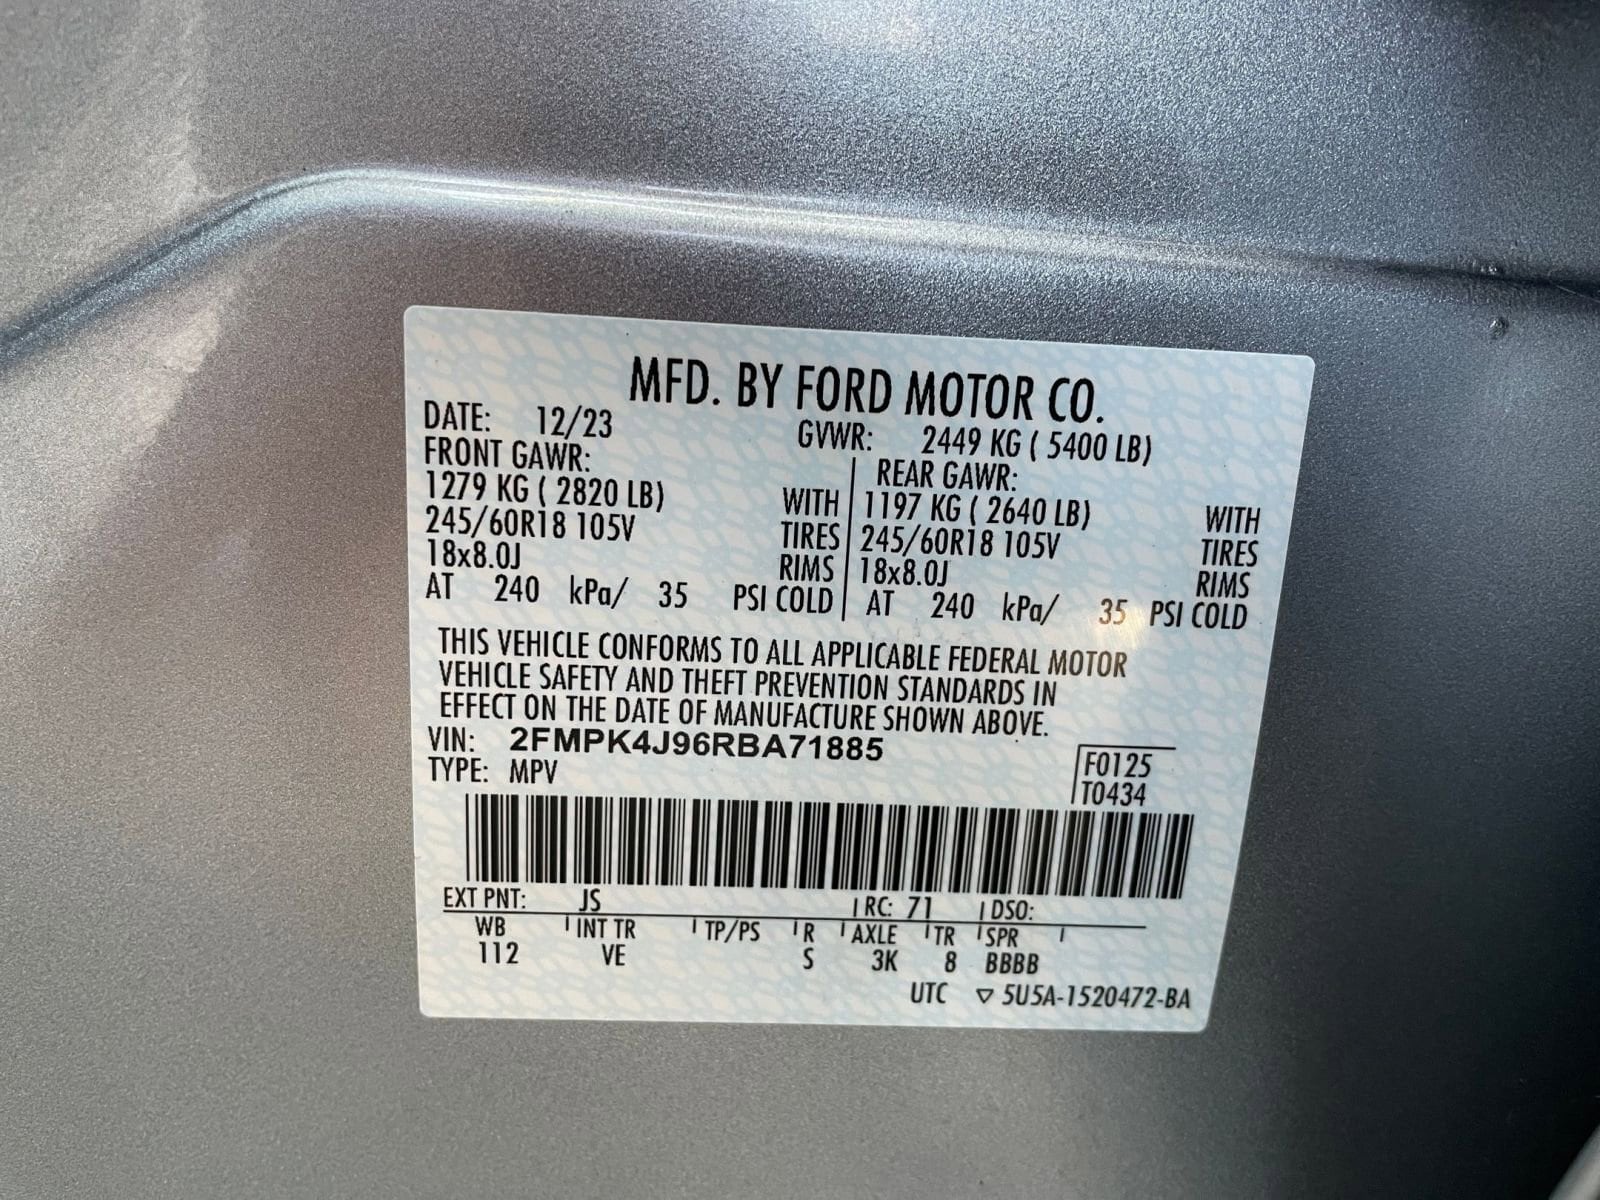 MFD. BY FORD MOTOR CO.
DATE: 12/23 GVWR: 2449 KG ( 5400 LB)
FRONT GAWR: REAR GAWR:
1279 KG ( 2820 LB) WITH 1197 KG ( 2640 LB) WITH
245/60R18 105V TIRES 245/60R18 105V TIRES
18x8.0J RIMS 18x8.0J RIMS
AT 240 kPa/ 35 PSI COLD AT 240 kPa/ 35 PSI COLD
THIS VEHICLE CONFORMS TO ALL APPLICABLE FEDERAL MOTOR
VEHICLE SAFETY AND THEFT PREVENTION STANDARDS IN
EFFECT ON THE DATE OF MANUFACTURE SHOWN ABOVE.
VIN: 2FMPK4J96RBA71885
TYPE: MPV
F0125
T0434
EXT PNT: JS RC: 71 DSO:
WB INT TR TP/PS R AXLE TR SPR
112 VE S 3K 8 BBBB
UTC ▽ 5U5A-1520472-BA